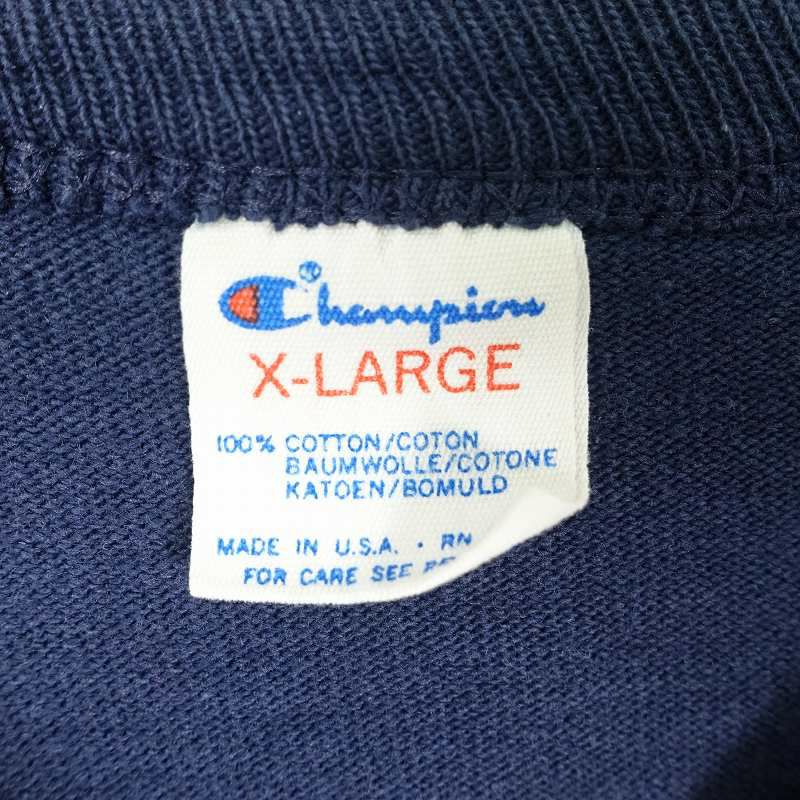 Champion®
X-LARGE
100% COTTON/COTON
BAUMWOLLE/COTONE
KATOEN/BOMULD
MADE IN U.S.A. · RN
FOR CARE SEE